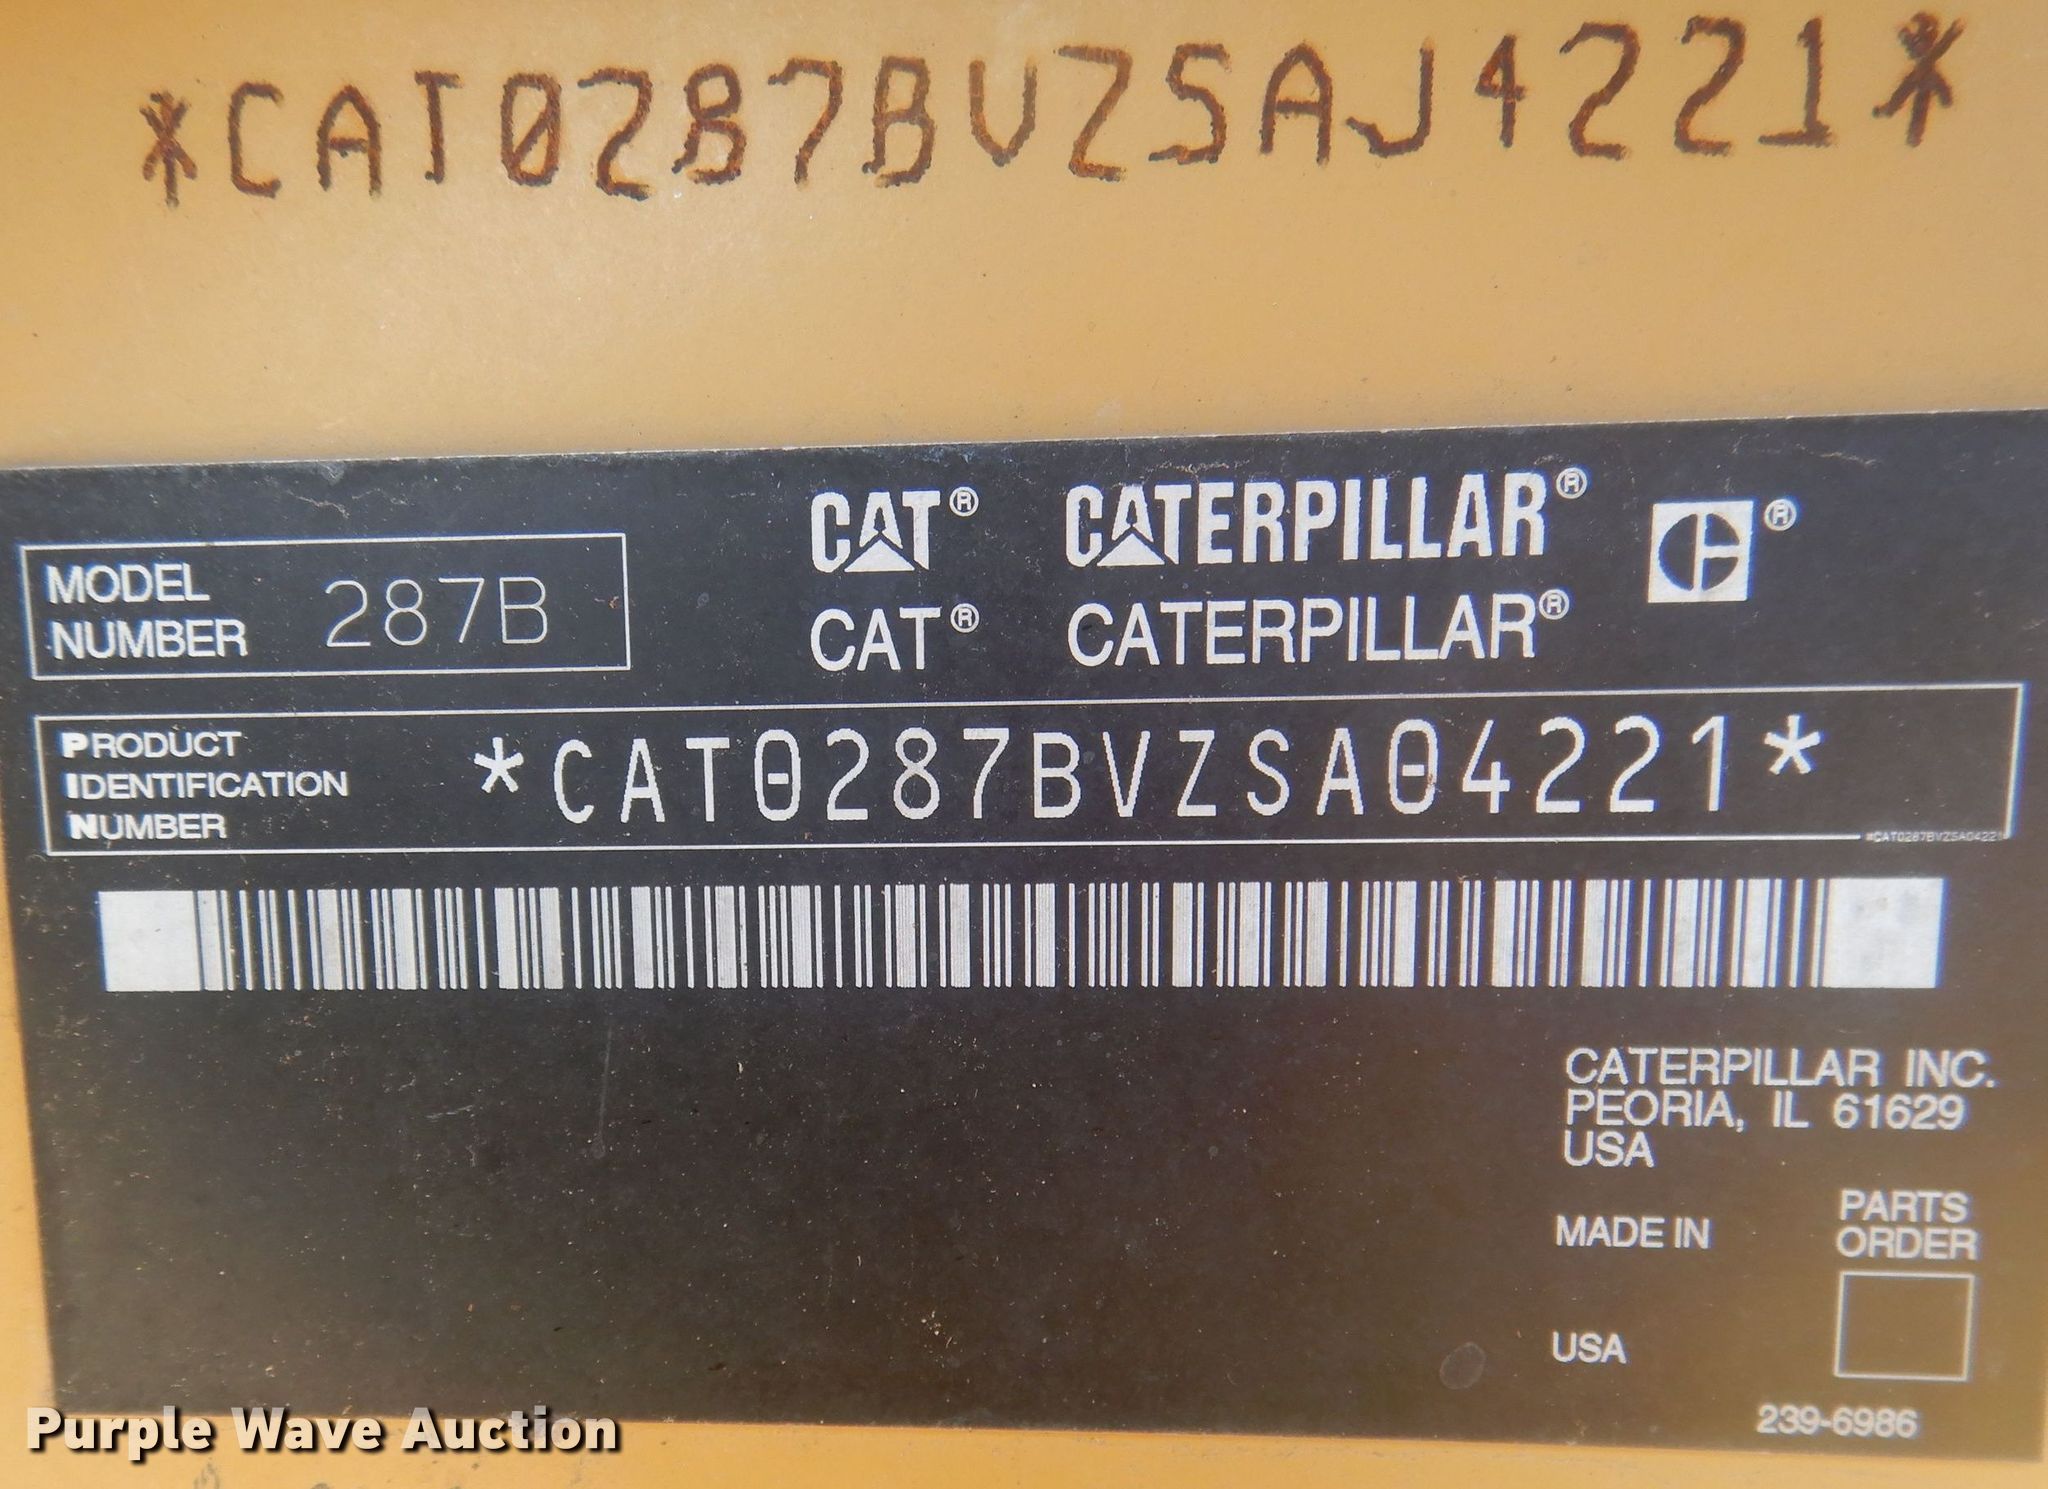 *CAT0287BVZSAJ4221*
CAT® CATERPILLAR® ®
MODEL NUMBER 287B
CAT® CATERPILLAR®
PRODUCT
IDENTIFICATION
NUMBER
*CAT0287BVZSA04221*
*CAT0287BVZSA04221
CATERPILLAR INC.
PEORIA, IL 61629
USA
MADE IN
USA
PARTS
ORDER
239-6986
Purple Wave Auction